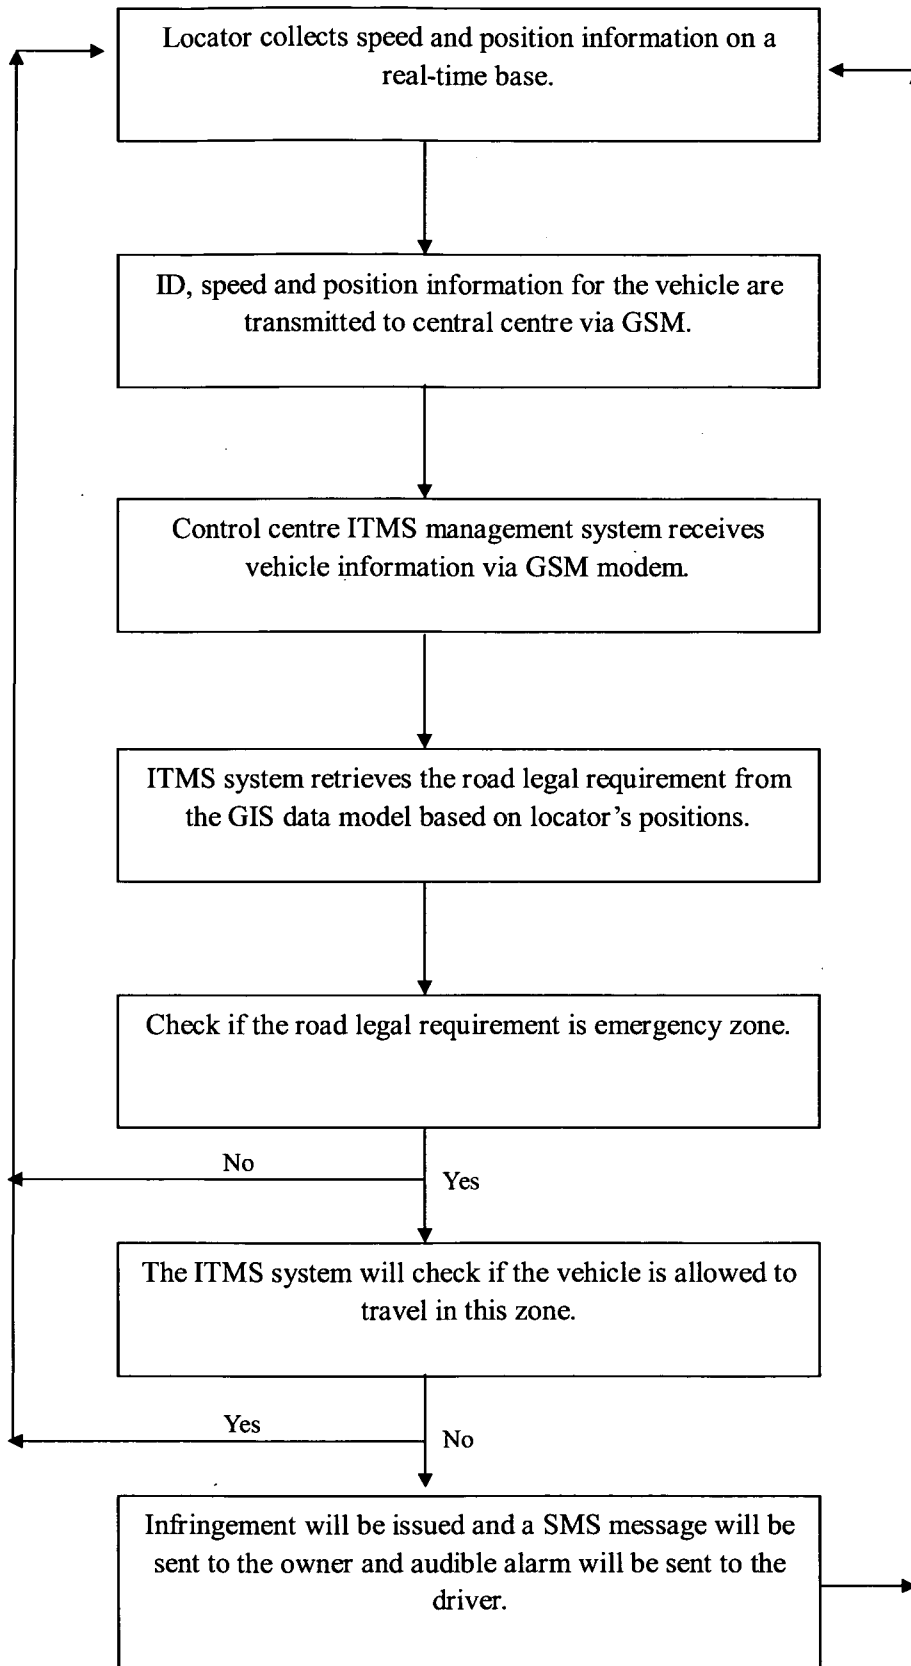 Locator collects speed and position information on a
real-time base.
ID, speed and position information for the vehicle are
transmitted to central centre via GSM.
Control centre ITMS management system receives
vehicle information via GSM modem.
ITMS system retrieves the road legal requirement from
the GIS data model based on locator's positions.
Check if the road legal requirement is emergency zone.
No
Yes
The ITMS system will check if the vehicle is allowed to
travel in this zone.
Yes
No
Infringement will be issued and a SMS message will be
sent to the owner and audible alarm will be sent to the
driver.